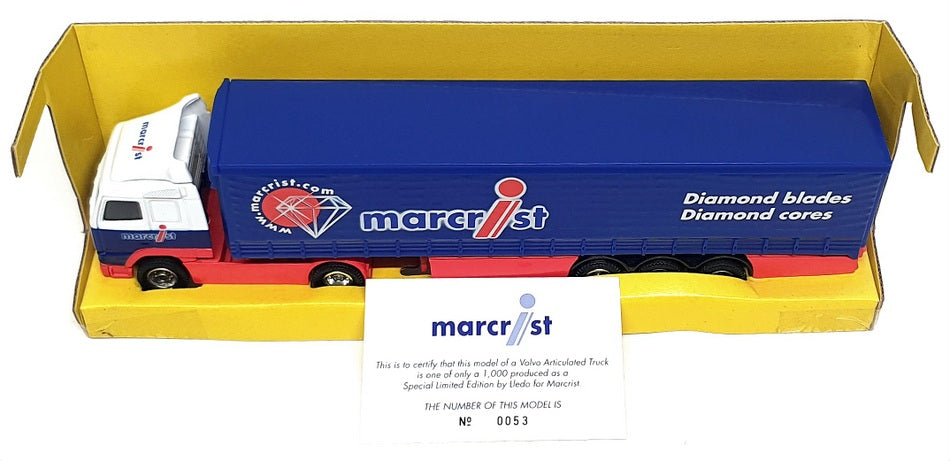 marcrist
www.marcrist.com
marcrist
Diamond blades
Diamond cores
marcrist
marcrist
This is to certify that this model of a Volvo Articulated Truck
is one of only a 1,000 produced as a
Special Limited Edition by Lledo for Marcrist.
THE NUMBER OF THIS MODEL IS
Nº 0053